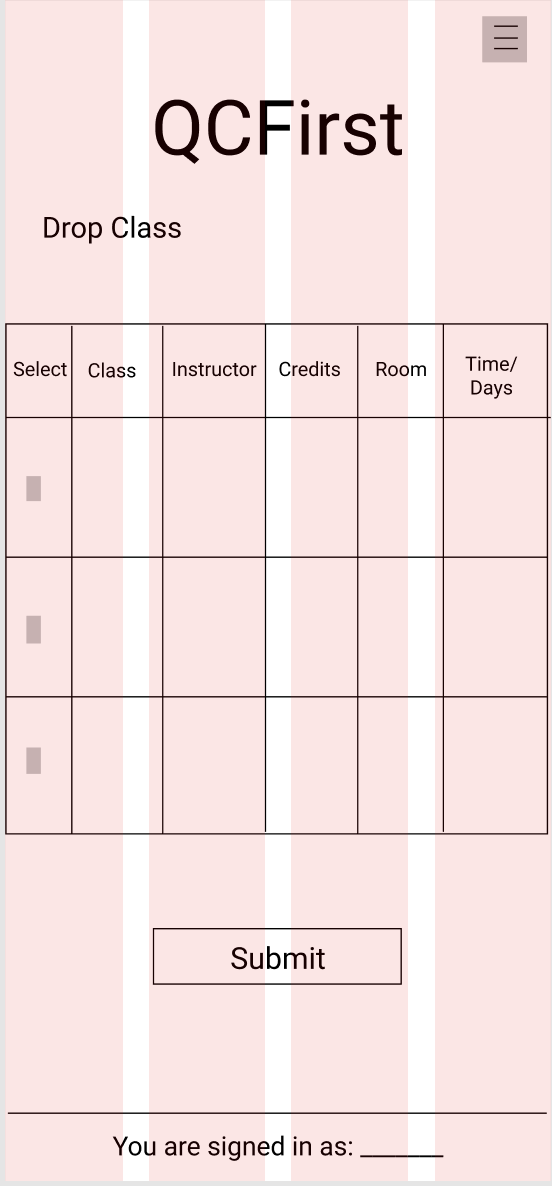 QCFirst
Drop Class
Select Class Instructor Credits Room Time/
Days
Submit
You are signed in as: _______